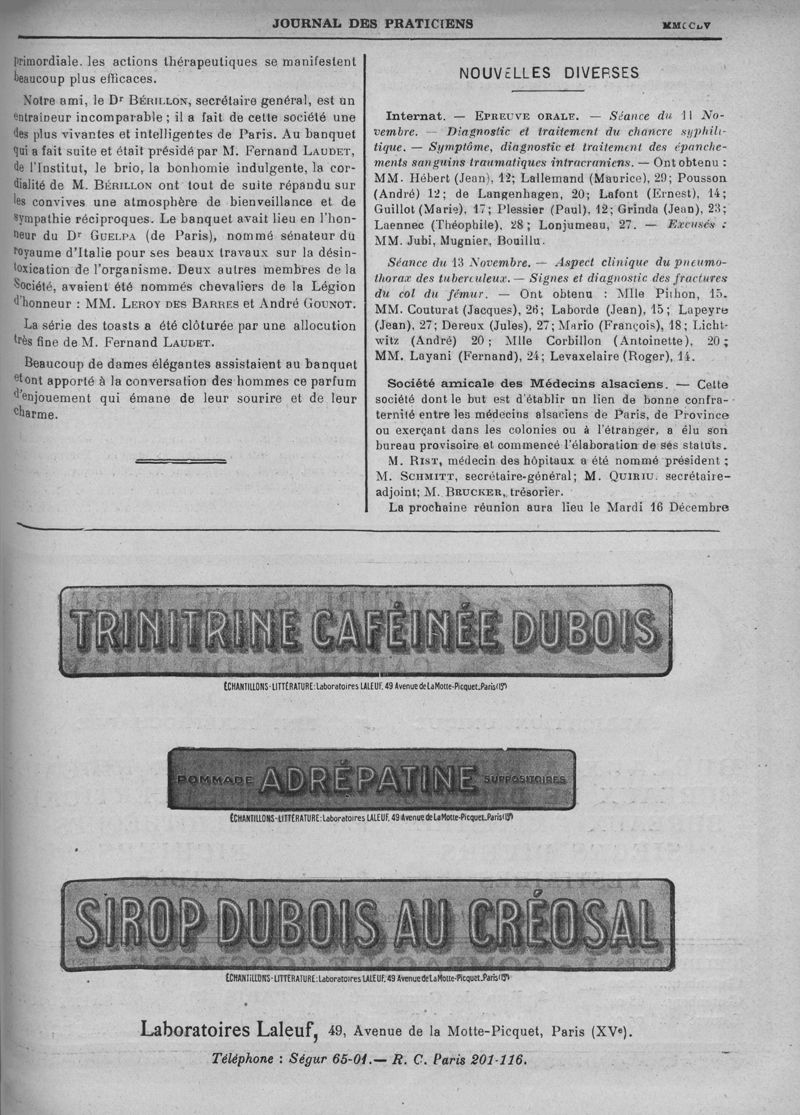 JOURNAL DES PRATICIENS
primordiale. les actions thérapeutiques se manifestent
beaucoup plus efficaces.
Notre ami, le Dr BÉRILLON, secrétaire general, est un
entraineur incomparable ; il a fait de cette société une
des plus vivantes et intelligentes de Paris. Au banquet
qui a fait suite et était présidé par M. Fernand LAUDET,
de l'Institut, le brio, la bonhomie indulgente, la cor-
dialité de M. BÉRILLON ont tout de suite répandu sur
les convives une atmosphère de bienveillance et de
sympathie réciproques. Le banquet avait lieu en l'hon-
neur du Dr GUELPA (de Paris), nommé sénateur du
royaume d'Italie pour ses beaux travaux sur la désin-
toxication de l'organisme. Deux autres membres de la
Société, avaient été nommés chevaliers de la Légion
d'honneur : MM. LEROY DES BARRES et André GOUNOT.
La série des toasts a été clôturée par une allocution
très fine de M. Fernand LAUDET.
Beaucoup de dames élégantes assistaient au banquet
et ont apporté à la conversation des hommes ce parfum
d'enjouement qui émane de leur sourire et de leur
charme.
NOUVELLES DIVERSES
Internat. — EPREUVE ORALE. — Séance du 11 No-
vembre. — Diagnostic et traitement du chancre syphili-
tique. — Symptôme, diagnostic et traitement des épanche-
ments sanguins traumatiques intracraniens. — Ont obtenu :
MM. Hébert (Jean), 12; Lallemand (Maurice), 29; Pousson
(André) 12; de Langenhagen, 20; Lafont (Ernest), 14;
Guillot (Marie), 17; Plessier (Paul), 12; Grinda (Jean), 23;
Laennec (Théophile), 28; Lonjumeau, 27. — Excusés :
MM. Jubi, Mugnier, Bouillu.
Séance du 13 Novembre. — Aspect clinique du pneumo-
thorax des tuberculeux. — Signes et diagnostic des fractures
du col du fémur. — Ont obtenu : Mlle Pithon, 15.
MM. Couturat (Jacques), 26; Laborde (Jean), 15; Lapeyre
(Jean), 27; Dereux (Jules), 27; Mario (François), 18; Licht-
witz (André) 20; Mlle Corbillon (Antoinette), 20;
MM. Layani (Fernand), 24; Levaxelaire (Roger), 14.
Société amicale des Médecins alsaciens. — Cette
société dont le but est d'établir un lien de bonne confra-
ternité entre les médecins alsaciens de Paris, de Province
ou exerçant dans les colonies ou à l'étranger, a élu son
bureau provisoire et commencé l'élaboration de ses statuts.
M. RIST, médecin des hôpitaux a été nommé président ;
M. SCHMITT, secrétaire-général; M. QUIRIU. secrétaire-
adjoint; M. BRUCKER, trésorier.
La prochaine réunion aura lieu le Mardi 16 Décembre
TRINITRINE CAFÉINÉE DUBOIS
ÉCHANTILLONS-LITTÉRATURE: Laboratoires LALEUF, 49 Avenue de La Motte-Picquet_Paris (15e)
POMMADE ADRÉPATINE SUPPOSITOIRES
ÉCHANTILLONS-LITTÉRATURE: Laboratoires LALEUF, 49 Avenue de La Motte-Picquet_Paris (15e)
SIROP DUBOIS AU CRÉOSAL
ÉCHANTILLONS-LITTÉRATURE: Laboratoires LALEUF, 49 Avenue de La Motte-Picquet_Paris (15e)
Laboratoires Laleuf, 49, Avenue de la Motte-Picquet, Paris (XVe).
Téléphone : Ségur 65-01. — R. C. Paris 201-116.